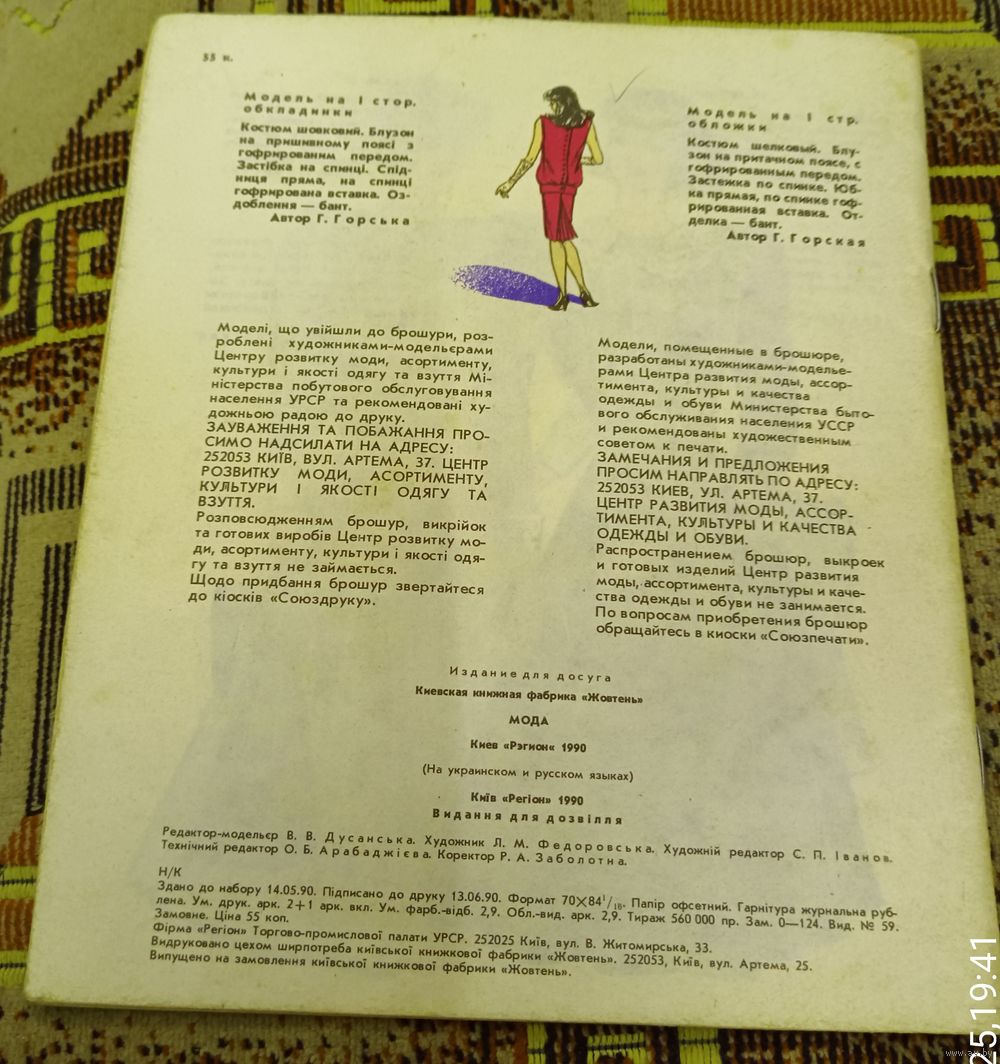 55 к.
Модель на I стор.
обкладинки
Костюм шовковий. Блузон
на пришивному поясі з
гофрированим передом.
Застібка на спинці. Спід-
ниця пряма, на спинці
гофрирована вставка. Оз-
доблення — бант.
Автор Г. Горська
Модель на I стр.
обложки
Костюм шелковый. Блу-
зон на притачном поясе, с
гофрированным передом.
Застежка по спинке. Юб-
ка прямая, по спинке гоф-
рированная вставка. От-
делка — бант.
Автор Г. Горская
Моделі, що увійшли до брошури, роз-
роблені художниками-модельєрами
Центру розвитку моди, асортименту,
культури і якості одягу та взуття Мі-
ністерства побутового обслуговування
населення УРСР та рекомендовані ху-
дожньою радою до друку.
ЗАУВАЖЕННЯ ТА ПОБАЖАННЯ ПРО-
СИМО НАДСИЛАТИ НА АДРЕСУ:
252053 КИЇВ, ВУЛ. АРТЕМА, 37. ЦЕНТР
РОЗВИТКУ МОДИ, АСОРТИМЕНТУ,
КУЛЬТУРИ І ЯКОСТІ ОДЯГУ ТА
ВЗУТТЯ.
Розповсюдженням брошур, викрійок
та готових виробів Центр розвитку мо-
ди, асортименту, культури і якості одя-
гу та взуття не займається.
Щодо придбання брошур звертайтеся
до кіосків «Союздруку».
Модели, помещенные в брошюре,
разработаны художниками-моделье-
рами Центра развития моды, ассор-
тимента, культуры и качества
одежды и обуви Министерства быто-
вого обслуживания населения УССР
и рекомендованы художественным
советом к печати.
ЗАМЕЧАНИЯ И ПРЕДЛОЖЕНИЯ
ПРОСИМ НАПРАВЛЯТЬ ПО АДРЕСУ:
252053 КИЕВ, УЛ. АРТЕМА, 37.
ЦЕНТР РАЗВИТИЯ МОДЫ, АССОР-
ТИМЕНТА, КУЛЬТУРЫ И КАЧЕСТВА
ОДЕЖДЫ И ОБУВИ.
Распространением брошюр, выкроек
и готовых изделий Центр развития
моды, ассортимента, культуры и каче-
ства одежды и обуви не занимается.
По вопросам приобретения брошюр
обращайтесь в киоски «Союзпечати».
Издание для досуга
Киевская книжная фабрика «Жовтень»
МОДА
Киев «Рэгион« 1990
(На украинском и русском языках)
Київ «Регіон» 1990
Видання для дозвілля
Редактор-модельєр В. В. Дусанська. Художник Л. М. Федоровська. Художній редактор С. П. Іванов.
Технічний редактор О. Б. Арабаджієва. Коректор Р. А. Заболотна.
Н/К
Здано до набору 14.05.90. Підписано до друку 13.06.90. Формат 70×84¹/₁₆. Папір офсетний. Гарнітура журнальна руб-
лена. Ум. друк. арк. 2+1 арк. вкл. Ум. фарб.-відб. 2,9. Обл.-вид. арк. 2,9. Тираж 560 000 пр. Зам. 0—124. Вид. № 59.
Замовне. Ціна 55 коп.
Фірма «Регіон» Торгово-промислової палати УРСР. 252025 Київ, вул. В. Житомирська, 33.
Видруковано цехом ширпотреба київської книжкової фабрики «Жовтень». 252053, Київ, вул. Артема, 25.
Випущено на замовлення київської книжкової фабрики «Жовтень».
25,19:41